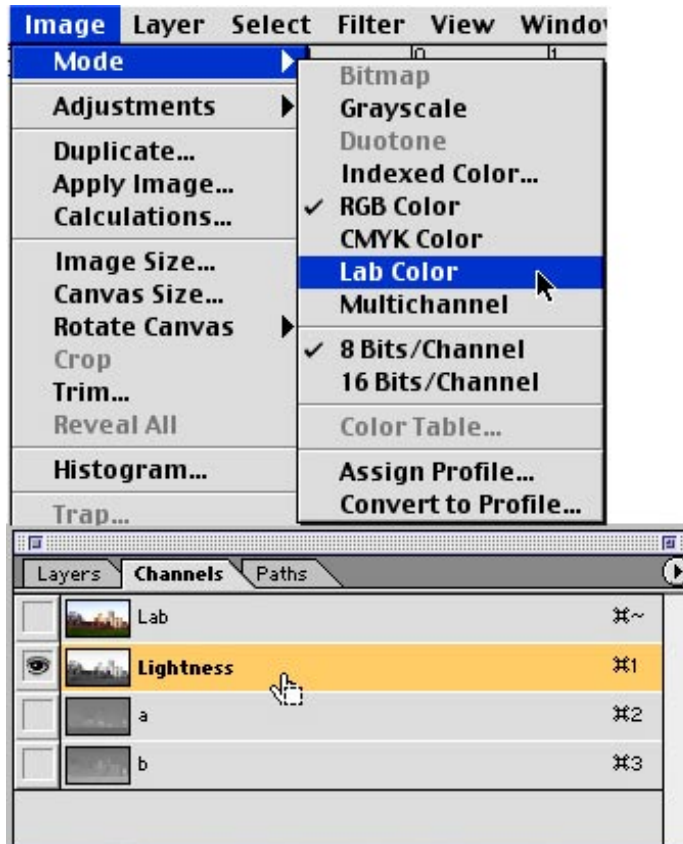 Image Layer Select Filter View Windo
0 1
Mode
Adjustments
Duplicate...
Apply Image...
Calculations...
Image Size...
Canvas Size...
Rotate Canvas
Crop
Trim...
Reveal All
Histogram...
Trap...
Bitmap
Grayscale
Duotone
Indexed Color...
✓ RGB Color
CMYK Color
Lab Color
Multichannel
✓ 8 Bits/Channel
16 Bits/Channel
Color Table...
Assign Profile...
Convert to Profile...
Layers Channels Paths
Lab ⌘~
Lightness ⌘1
a ⌘2
b ⌘3